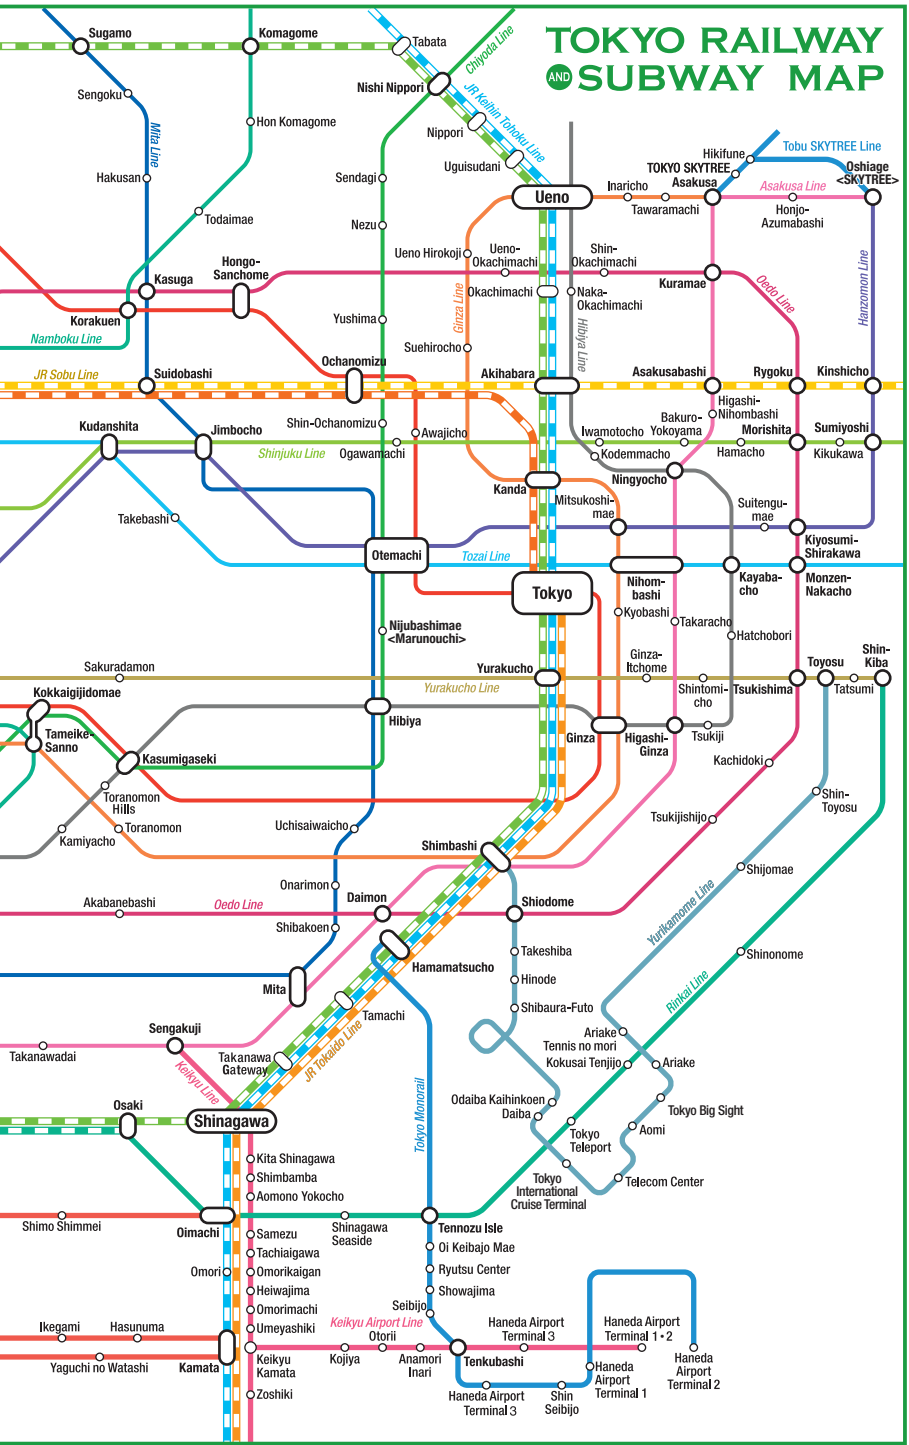 TOKYO RAILWAY
AND SUBWAY MAP
Sugamo
Komagome
Tabata
Chiyoda Line
Nishi Nippori
JR Keihin Tohoku Line
Sengoku
Mita Line
Hon Komagome
Nippori
Uguisudani
Hakusan
Sendagi
Ueno
Inaricho
Tawaramachi
Hikifune
TOKYO SKYTREE
Asakusa
Tobu SKYTREE Line
Oshiage
<SKYTREE>
Asakusa Line
Honjo-
Azumabashi
Todaimae
Nezu
Ueno Hirokoji
Ueno-
Okachimachi
Shin-
Okachimachi
Hanzomon Line
Kasuga
Hongo-
Sanchome
Okachimachi
Naka-
Okachimachi
Kuramae
Oedo Line
Korakuen
Namboku Line
Yushima
Ginza Line
Hibiya Line
Suehirocho
JR Sobu Line
Suidobashi
Ochanomizu
Akihabara
Asakusabashi
Rygoku
Kinshicho
Kudanshita
Jimbocho
Shin-Ochanomizu
Awajicho
Shinjuku Line
Ogawamachi
Iwamotocho
Kodemmacho
Bakuro-
Yokoyama
Higashi-
Nihombashi
Hamacho
Morishita
Sumiyoshi
Kikukawa
Takebashi
Kanda
Ningyocho
Mitsukoshi-
mae
Suitengu-
mae
Kiyosumi-
Shirakawa
Otemachi
Tozai Line
Nihom-
bashi
Kayaba-
cho
Monzen-
Nakacho
Tokyo
Kyobashi
Takaracho
Hatchobori
Nijubashimae
<Marunouchi>
Sakuradamon
Yurakucho
Yurakucho Line
Ginza-
Itchome
Shintomi-
cho
Tsukishima
Toyosu
Tatsumi
Shin-
Kiba
Kokkaigijidomae
Tameike-
Sanno
Hibiya
Ginza
Higashi-
Ginza
Tsukiji
Kasumigaseki
Kachidoki
Toranomon
Hills
Toranomon
Kamiyacho
Uchisaiwaicho
Shimbashi
Tsukijishijo
Shin-
Toyosu
Shijomae
Onarimon
Akabanebashi
Oedo Line
Daimon
Shiodome
Yurikamome Line
Shibakoen
Takeshiba
Shinonome
Hamamatsucho
Mita
Hinode
Rinkai Line
Tamachi
Shibaura-Futo
Sengakuji
Takanawadai
Takanawa
Gateway
JR Tokaido Line
Keikyu Line
Ariake
Tennis no mori
Kokusai Tenjijo
Ariake
Tokyo Monorail
Osaki
Shinagawa
Odaiba Kaihinkoen
Daiba
Tokyo Big Sight
Tokyo
Teleport
Aomi
Kita Shinagawa
Shimbamba
Aomono Yokocho
Tokyo
International
Cruise Terminal
Telecom Center
Shimo Shimmei
Oimachi
Shinagawa
Seaside
Tennozu Isle
Samezu
Tachiaigawa
Omori
Omorikaigan
Heiwajima
Omorimachi
Umeyashiki
Oi Keibajo Mae
Ryutsu Center
Showajima
Seibijo
Ikegami
Hasunuma
Keikyu Airport Line
Otorii
Haneda Airport
Terminal 3
Haneda Airport
Terminal 1・2
Yaguchi no Watashi
Kamata
Keikyu
Kamata
Kojiya
Anamori
Inari
Tenkubashi
Haneda
Airport
Terminal 1
Haneda
Airport
Terminal 2
Zoshiki
Haneda Airport
Terminal 3
Shin
Seibijo